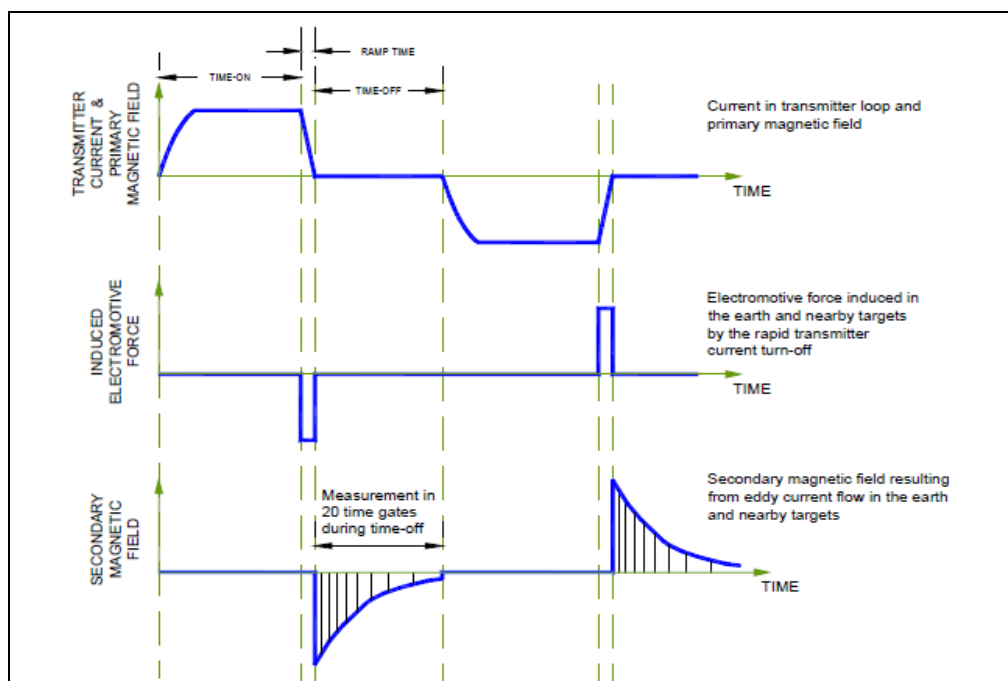 RAMP TIME
TIME-ON
TIME-OFF
TRANSMITTER
CURRENT &
PRIMARY
MAGNETIC FIELD
Current in transmitter loop and
primary magnetic field
TIME
INDUCED
ELECTROMOTIVE
FORCE
Electromotive force induced in
the earth and nearby targets
by the rapid transmitter
current turn-off
TIME
SECONDARY
MAGNETIC
FIELD
Measurement in
20 time gates
during time-off
Secondary magnetic field resulting
from eddy current flow in the earth
and nearby targets
TIME